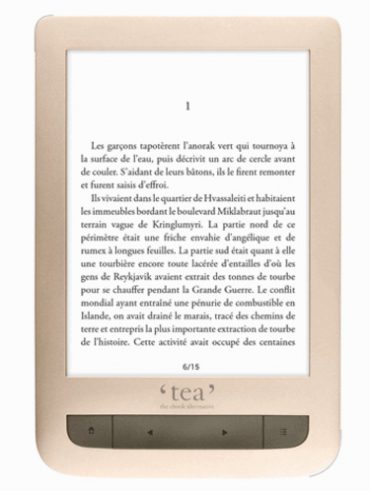 1
Les garçons tapotèrent l'anorak vert qui tournoya à
la surface de l'eau, puis décrivit un arc de cercle avant
de couler. S'aidant de leurs bâtons, ils le firent remonter
et furent saisis d'effroi.
Ils vivaient dans le quartier de Hvassaleiti et habitaient
les immeubles bordant le boulevard Miklabraut jusqu'au
terrain vague de Kringlumyri. La partie nord de ce
périmètre était une friche envahie d'angélique et de
rumex à longues feuilles. La partie sud était quant à elle
une tourbière encore toute lacérée d'entailles d'où les
gens de Reykjavik avaient extrait des tonnes de tourbe
pour se chauffer pendant la Grande Guerre. Le conflit
mondial ayant entraîné une pénurie de combustible en
Islande, on avait drainé le marais, tracé des chemins de
terre et entrepris la plus importante extraction de tourbe
de l'histoire. Cette activité avait occupé des centaines
6/15
‘tea’
the ebook alternative